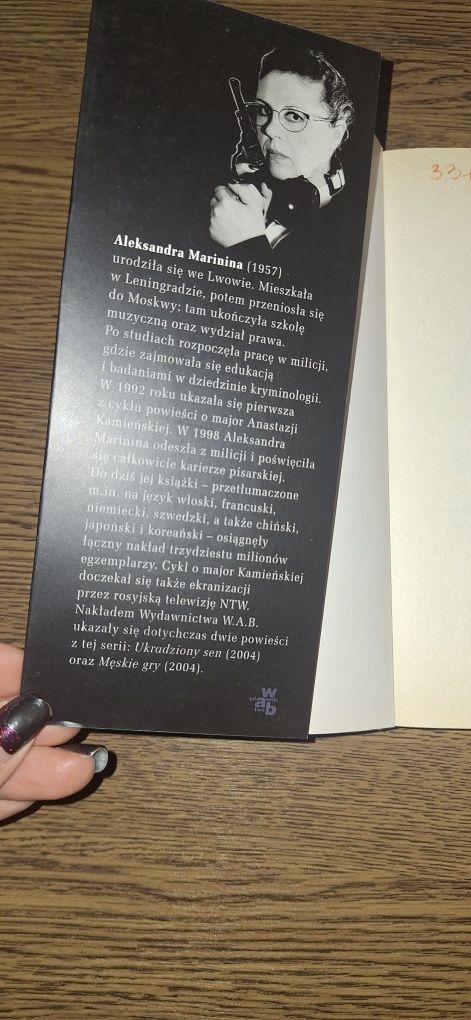 334
Aleksandra Marinina (1957)
urodziła się we Lwowie. Mieszkała
w Leningradzie, potem przeniosła się
do Moskwy; tam ukończyła szkołę
muzyczną oraz wydział prawa.
Po studiach rozpoczęła pracę w milicji,
gdzie zajmowała się edukacją
i badaniami w dziedzinie kryminologii.
W 1992 roku ukazała się pierwsza
z cyklu powieści o major Anastazji
Kamieńskiej. W 1998 Aleksandra
Marinina odeszła z milicji i poświęciła
się całkowicie karierze pisarskiej.
Do dziś jej książki – przetłumaczone
m.in. na język włoski, francuski,
niemiecki, szwedzki, a także chiński,
japoński i koreański – osiągnęły
łączny nakład trzydziestu milionów
egzemplarzy. Cykl o major Kamieńskiej
doczekał się także ekranizacji
przez rosyjską telewizję NTW.
Nakładem Wydawnictwa W.A.B.
ukazały się dotychczas dwie powieści
z tej serii: Ukradziony sen (2004)
oraz Męskie gry (2004).
w
ab